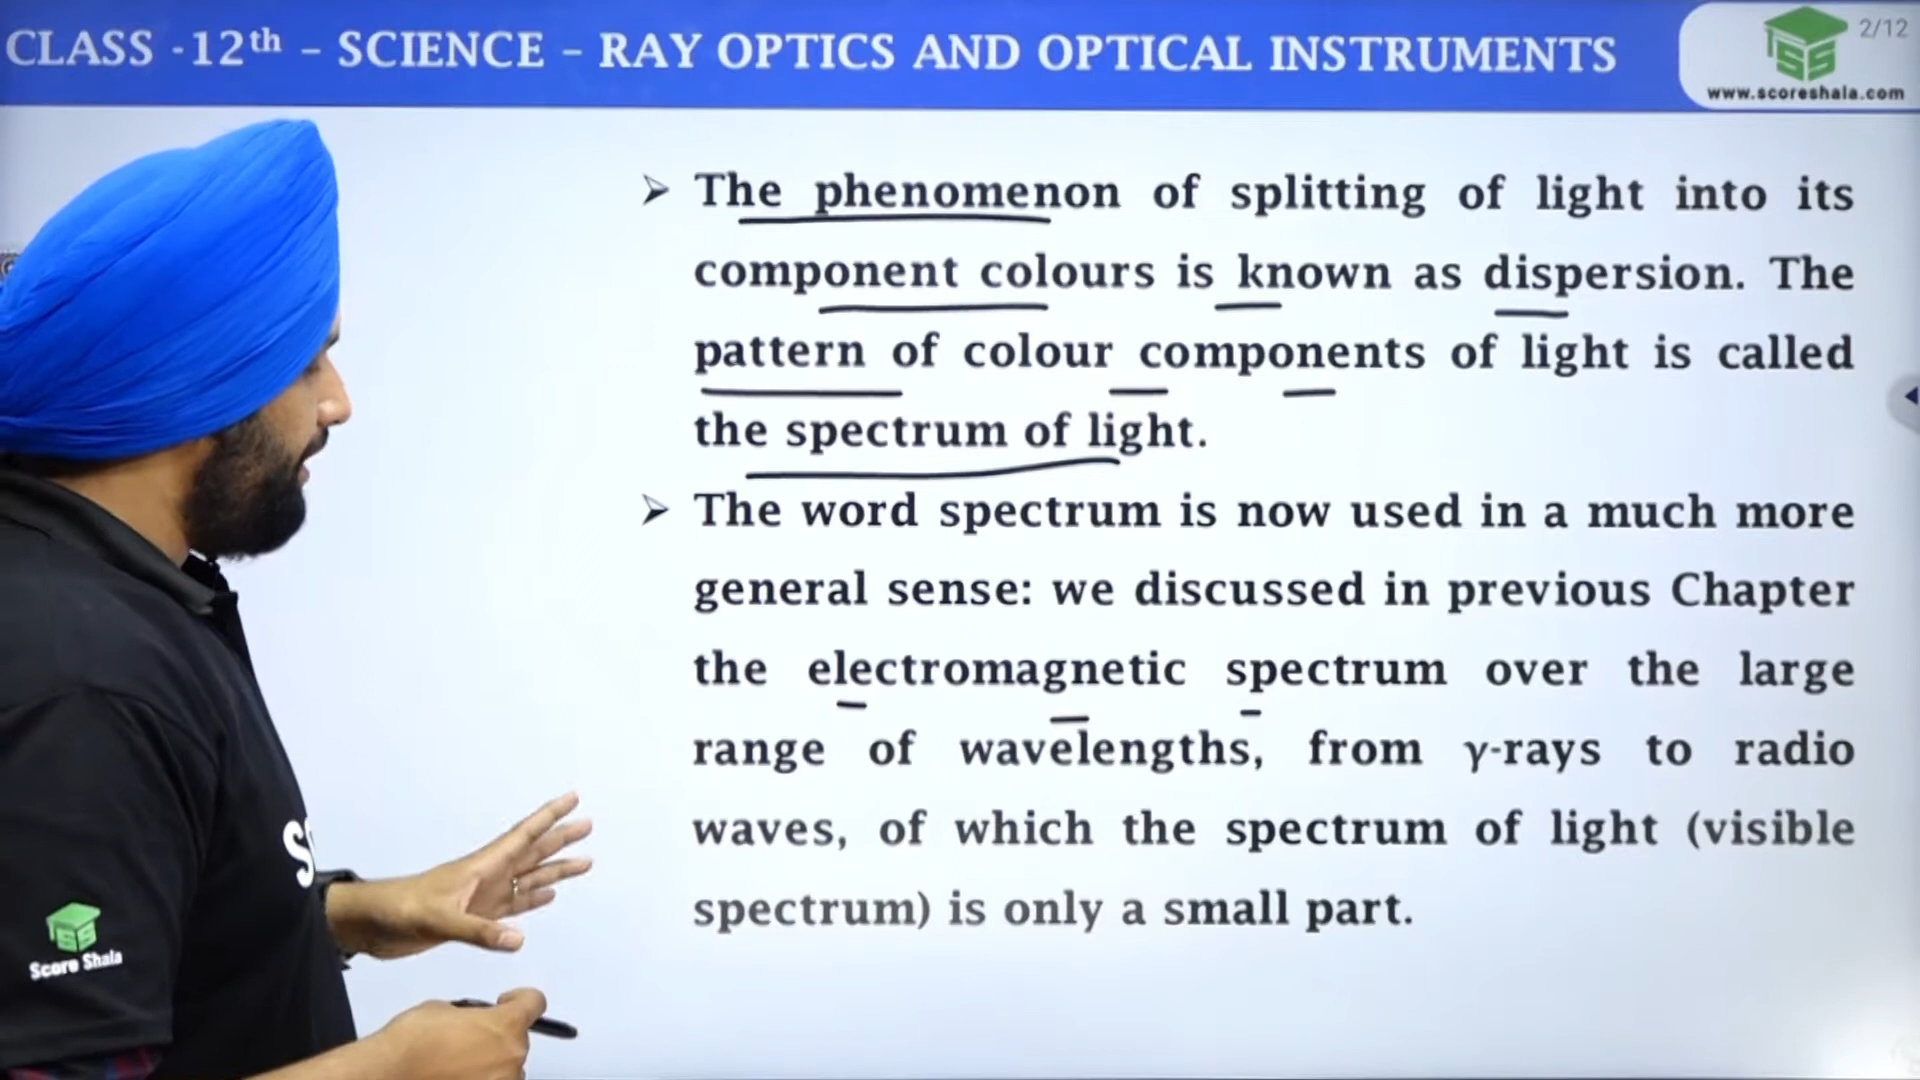 CLASS -12th – SCIENCE – RAY OPTICS AND OPTICAL INSTRUMENTS
2/12
www.scoreshala.com
➢ The phenomenon of splitting of light into its
component colours is known as dispersion. The
pattern of colour components of light is called
the spectrum of light.
➢ The word spectrum is now used in a much more
general sense: we discussed in previous Chapter
the electromagnetic spectrum over the large
range of wavelengths, from γ-rays to radio
waves, of which the spectrum of light (visible
spectrum) is only a small part.
SS
Score Shala